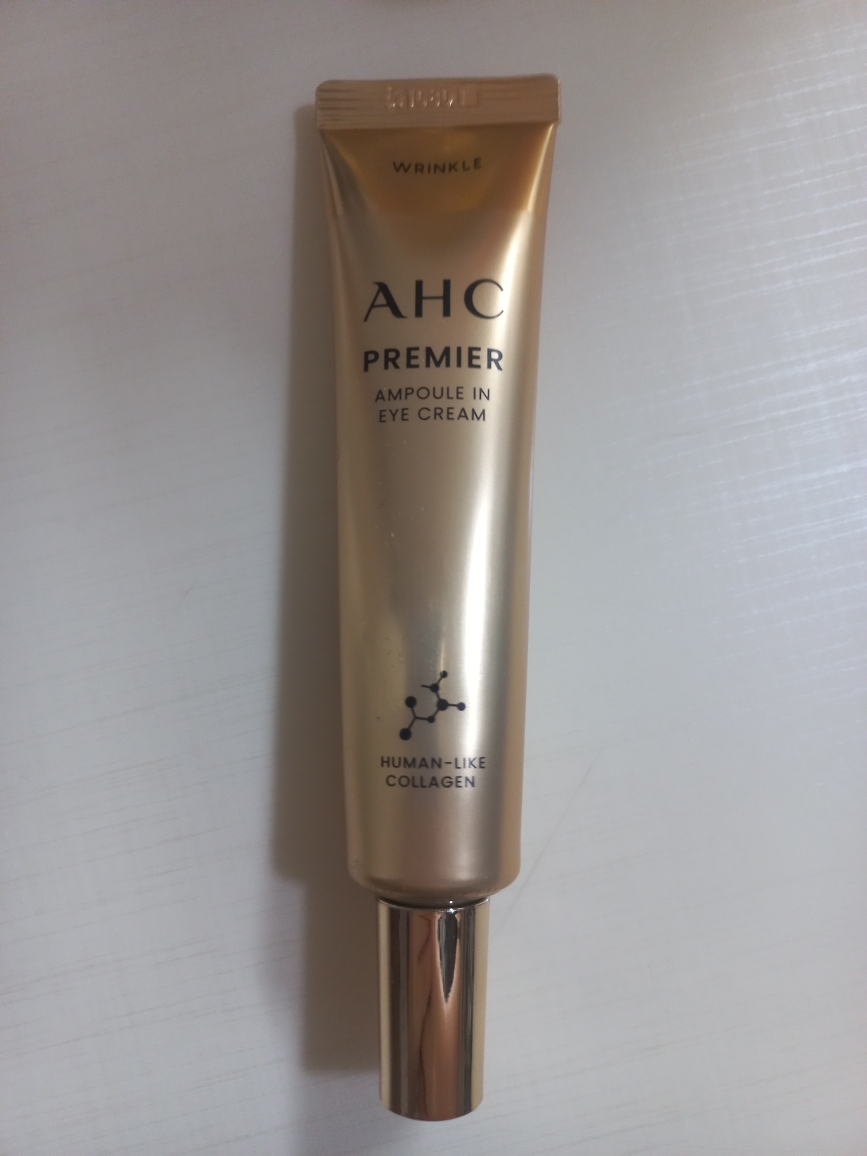 WRINKLE
AHC
PREMIER
AMPOULE IN
EYE CREAM
HUMAN-LIKE
COLLAGEN